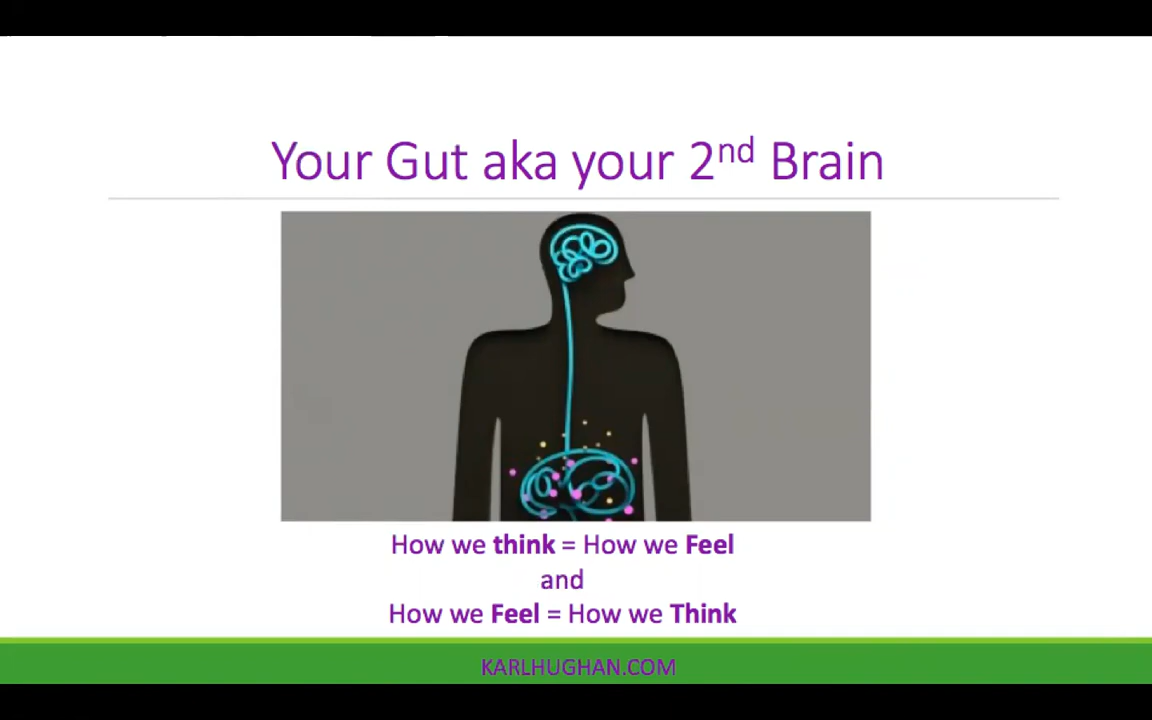 Your Gut aka your 2nd Brain
How we think = How we Feel
and
How we Feel = How we Think
KARLHUGHAN.COM